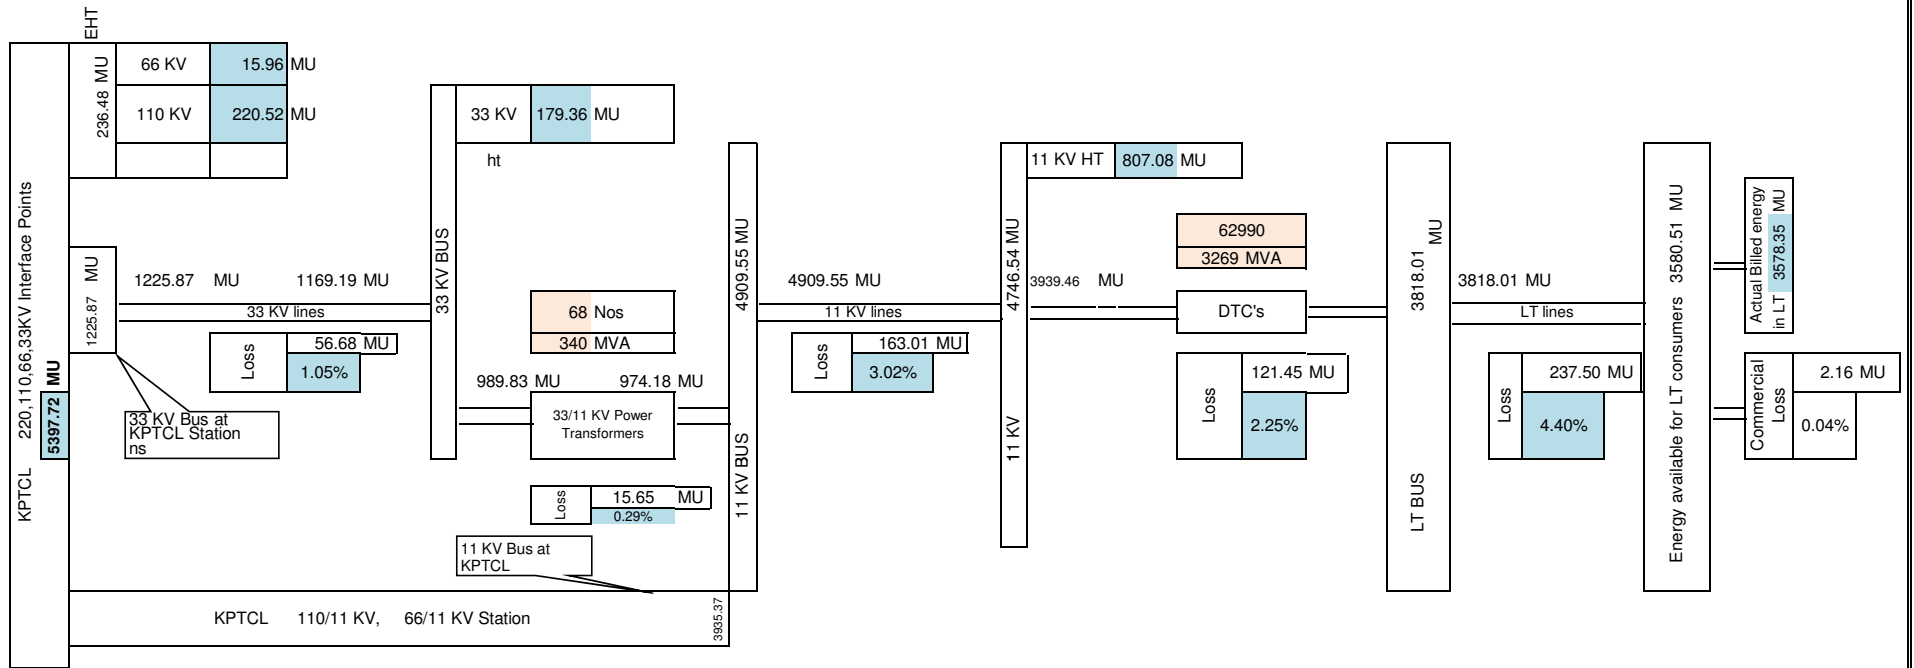 EHT
236.48 MU
66 KV 15.96 MU
110 KV 220.52 MU
KPTCL 220,110,66,33KV Interface Points
5397.72 MU
1225.87 MU
1225.87 MU 1169.19 MU
33 KV lines
Loss
56.68 MU
1.05%
33 KV Bus at
KPTCL Station
ns
33 KV BUS
33 KV 179.36 MU
ht
68 Nos
340 MVA
989.83 MU 974.18 MU
33/11 KV Power
Transformers
Loss
15.65 MU
0.29%
11 KV Bus at
KPTCL
KPTCL 110/11 KV, 66/11 KV Station
3935.37
11 KV BUS 4909.55 MU
4909.55 MU
11 KV lines
Loss
163.01 MU
3.02%
11 KV 4746.54 MU
11 KV HT 807.08 MU
3939.46 MU
62990
3269 MVA
DTC's
Loss
121.45 MU
2.25%
LT BUS 3818.01 MU
3818.01 MU
LT lines
Loss
237.50 MU
4.40%
Energy available for LT consumers 3580.51 MU
Actual Billed energy
in LT 3578.35 MU
Commercial
Loss
2.16 MU
0.04%